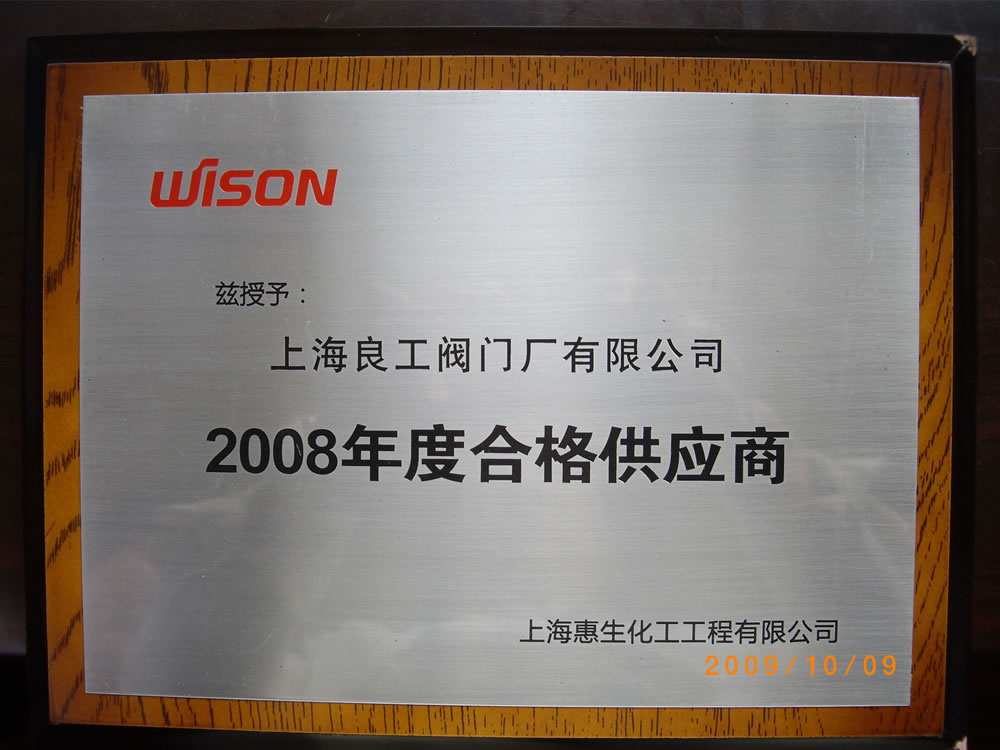 WISON
兹授予：
上海良工阀门厂有限公司
2008年度合格供应商
上海惠生化工工程有限公司
2009/10/09